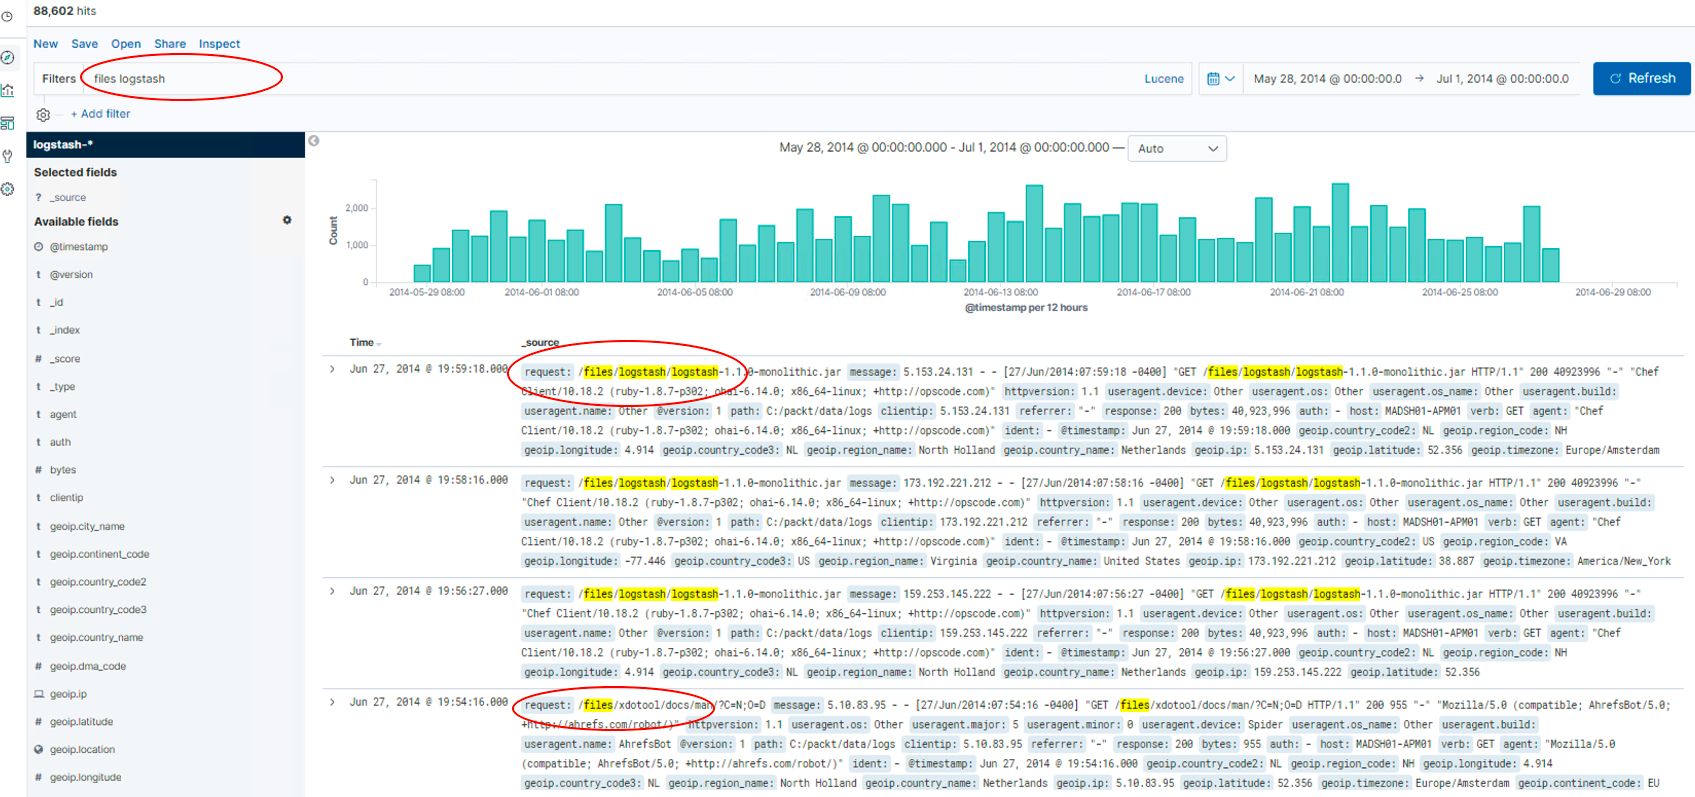 88,602 hits
New Save Open Share Inspect
Filters files logstash Lucene May 28, 2014 @ 00:00:00.0 → Jul 1, 2014 @ 00:00:00.0 Refresh
+ Add filter
logstash-*
Selected fields
? _source
Available fields
@timestamp
t @version
t _id
t _index
# _score
t _type
t agent
t auth
# bytes
t clientip
t geoip.city_name
t geoip.continent_code
t geoip.country_code2
t geoip.country_code3
t geoip.country_name
# geoip.dma_code
geoip.ip
# geoip.latitude
geoip.location
# geoip.longitude
May 28, 2014 @ 00:00:00.000 - Jul 1, 2014 @ 00:00:00.000 — Auto
Count
2,000
1,000
0
2014-05-29 08:00 2014-06-01 08:00 2014-06-05 08:00 2014-06-09 08:00 2014-06-13 08:00 2014-06-17 08:00 2014-06-21 08:00 2014-06-25 08:00 2014-06-29 08:00
@timestamp per 12 hours
Time _source
Jun 27, 2014 @ 19:59:18.000 request: /files/logstash/logstash-1.1.0-monolithic.jar message: 5.153.24.131 - - [27/Jun/2014:07:59:18 -0400] "GET /files/logstash/logstash-1.1.0-monolithic.jar HTTP/1.1" 200 40923996 "-" "Chef
Client/10.18.2 (ruby-1.8.7-p302; ohai-6.14.0; x86_64-linux; +http://opscode.com)" httpversion: 1.1 useragent.device: Other useragent.os: Other useragent.os_name: Other useragent.build:
useragent.name: Other @version: 1 path: C:/packt/data/logs clientip: 5.153.24.131 referrer: "-" response: 200 bytes: 40,923,996 auth: - host: MADSH01-APM01 verb: GET agent: "Chef
Client/10.18.2 (ruby-1.8.7-p302; ohai-6.14.0; x86_64-linux; +http://opscode.com)" ident: - @timestamp: Jun 27, 2014 @ 19:59:18.000 geoip.country_code2: NL geoip.region_code: NH
geoip.longitude: 4.914 geoip.country_code3: NL geoip.region_name: North Holland geoip.country_name: Netherlands geoip.ip: 5.153.24.131 geoip.latitude: 52.356 geoip.timezone: Europe/Amsterdam
Jun 27, 2014 @ 19:58:16.000 request: /files/logstash/logstash-1.1.0-monolithic.jar message: 173.192.221.212 - - [27/Jun/2014:07:58:16 -0400] "GET /files/logstash/logstash-1.1.0-monolithic.jar HTTP/1.1" 200 40923996 "-"
"Chef Client/10.18.2 (ruby-1.8.7-p302; ohai-6.14.0; x86_64-linux; +http://opscode.com)" httpversion: 1.1 useragent.device: Other useragent.os: Other useragent.os_name: Other useragent.build:
useragent.name: Other @version: 1 path: C:/packt/data/logs clientip: 173.192.221.212 referrer: "-" response: 200 bytes: 40,923,996 auth: - host: MADSH01-APM01 verb: GET agent: "Chef
Client/10.18.2 (ruby-1.8.7-p302; ohai-6.14.0; x86_64-linux; +http://opscode.com)" ident: - @timestamp: Jun 27, 2014 @ 19:58:16.000 geoip.country_code2: US geoip.region_code: VA
geoip.longitude: -77.446 geoip.country_code3: US geoip.region_name: Virginia geoip.country_name: United States geoip.ip: 173.192.221.212 geoip.latitude: 38.887 geoip.timezone: America/New_York
Jun 27, 2014 @ 19:56:27.000 request: /files/logstash/logstash-1.1.0-monolithic.jar message: 159.253.145.222 - - [27/Jun/2014:07:56:27 -0400] "GET /files/logstash/logstash-1.1.0-monolithic.jar HTTP/1.1" 200 40923996 "-"
"Chef Client/10.18.2 (ruby-1.8.7-p302; ohai-6.14.0; x86_64-linux; +http://opscode.com)" httpversion: 1.1 useragent.device: Other useragent.os: Other useragent.os_name: Other useragent.build:
useragent.name: Other @version: 1 path: C:/packt/data/logs clientip: 159.253.145.222 referrer: "-" response: 200 bytes: 40,923,996 auth: - host: MADSH01-APM01 verb: GET agent: "Chef
Client/10.18.2 (ruby-1.8.7-p302; ohai-6.14.0; x86_64-linux; +http://opscode.com)" ident: - @timestamp: Jun 27, 2014 @ 19:56:27.000 geoip.country_code2: NL geoip.region_code: NH
geoip.longitude: 4.914 geoip.country_code3: NL geoip.region_name: North Holland geoip.country_name: Netherlands geoip.ip: 159.253.145.222 geoip.latitude: 52.356
Jun 27, 2014 @ 19:54:16.000 request: /files/xdotool/docs/man/?C=N;O=D message: 5.10.83.95 - - [27/Jun/2014:07:54:16 -0400] "GET /files/xdotool/docs/man/?C=N;O=D HTTP/1.1" 200 955 "-" "Mozilla/5.0 (compatible; AhrefsBot/5.0;
+http://ahrefs.com/robot/)" httpversion: 1.1 useragent.os: Other useragent.major: 5 useragent.minor: 0 useragent.device: Spider useragent.os_name: Other useragent.build:
useragent.name: AhrefsBot @version: 1 path: C:/packt/data/logs clientip: 5.10.83.95 referrer: "-" response: 200 bytes: 955 auth: - host: MADSH01-APM01 verb: GET agent: "Mozilla/5.0
(compatible; AhrefsBot/5.0; +http://ahrefs.com/robot/)" ident: - @timestamp: Jun 27, 2014 @ 19:54:16.000 geoip.country_code2: NL geoip.region_code: NH geoip.longitude: 4.914
geoip.country_code3: NL geoip.region_name: North Holland geoip.country_name: Netherlands geoip.ip: 5.10.83.95 geoip.latitude: 52.356 geoip.timezone: Europe/Amsterdam geoip.continent_code: EU